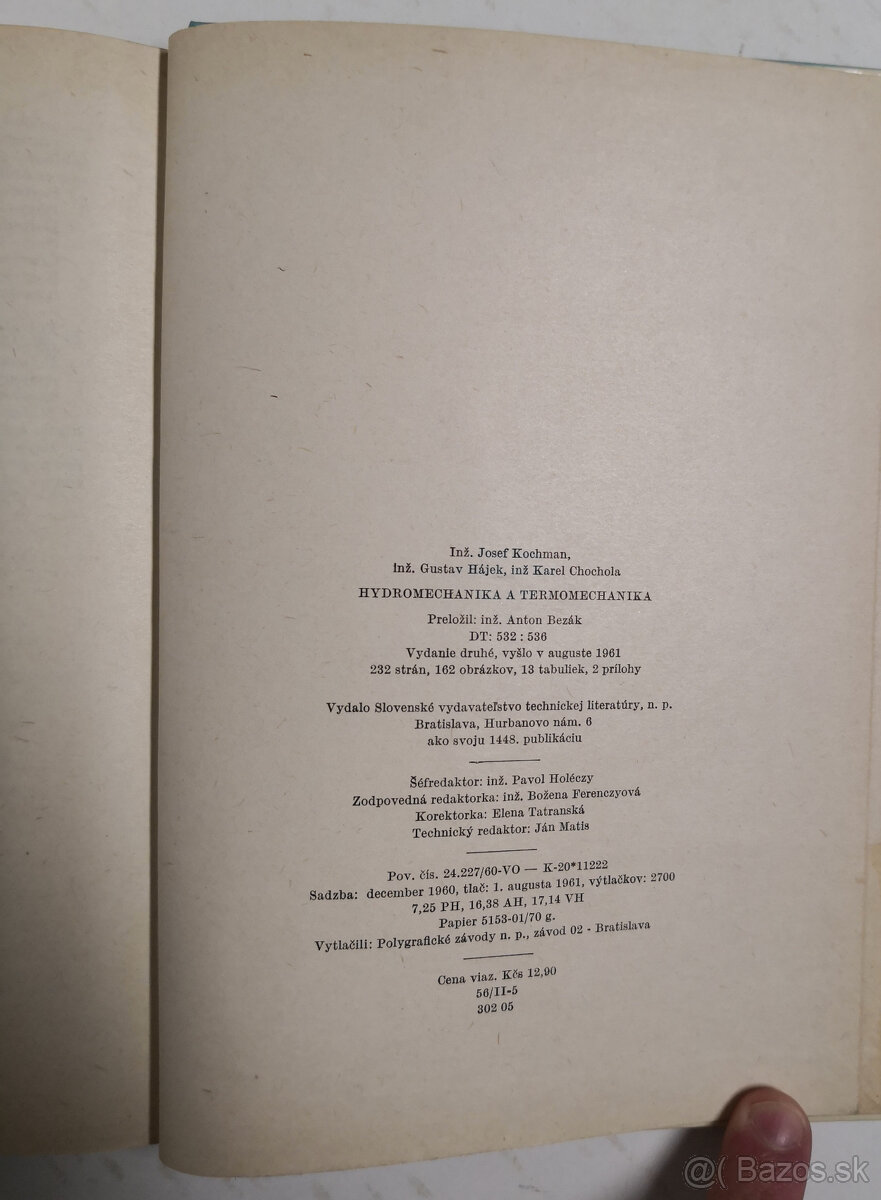 Inž. Josef Kochman,
inž. Gustav Hájek, inž Karel Chochola
HYDROMECHANIKA A TERMOMECHANIKA
Preložil: inž. Anton Bezák
DT: 532 : 536
Vydanie druhé, vyšlo v auguste 1961
232 strán, 162 obrázkov, 13 tabuliek, 2 prílohy
Vydalo Slovenské vydavateľstvo technickej literatúry, n. p.
Bratislava, Hurbanovo nám. 6
ako svoju 1448. publikáciu
Šéfredaktor: inž. Pavol Holéczy
Zodpovedná redaktorka: inž. Božena Ferenczyová
Korektorka: Elena Tatranská
Technický redaktor: Ján Matis
Pov. čís. 24.227/60-VO — K-20*11222
Sadzba: december 1960, tlač: 1. augusta 1961, výtlačkov: 2700
7,25 PH, 16,38 AH, 17,14 VH
Papier 5153-01/70 g.
Vytlačili: Polygrafické závody n. p., závod 02 - Bratislava
Cena viaz. Kčs 12,90
56/II-5
302 05
@( Bazos.sk